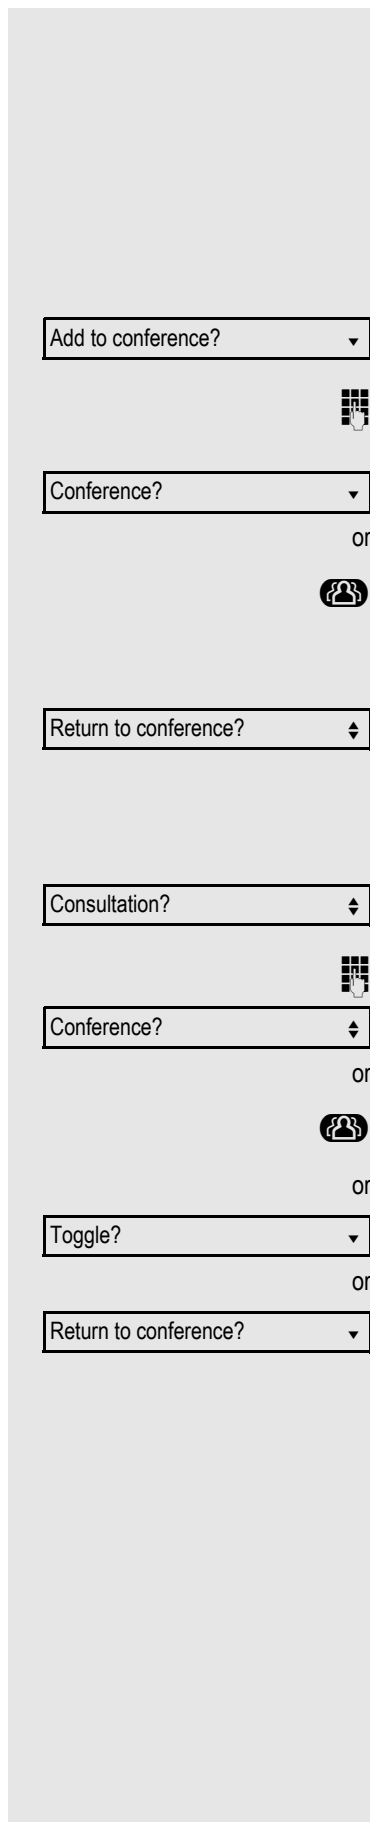 Add to conference?
Conference?
or
Return to conference?
Consultation?
Conference?
or
or
Toggle?
or
Return to conference?